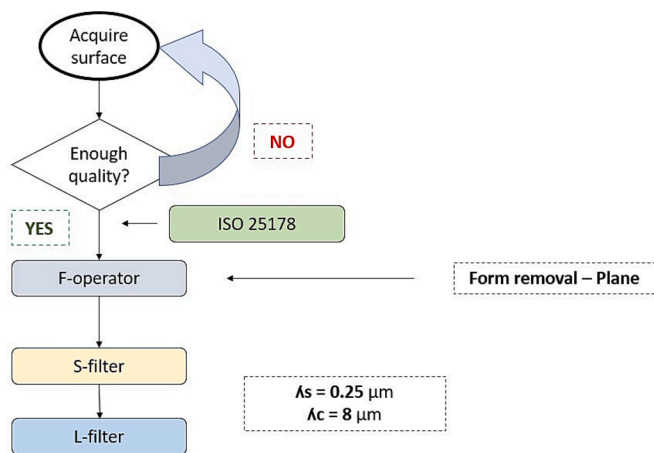 Acquire
surface
Enough
quality?
NO
YES
ISO 25178
F-operator
Form removal – Plane
S-filter
ʎs = 0.25 µm
ʎc = 8 µm
L-filter